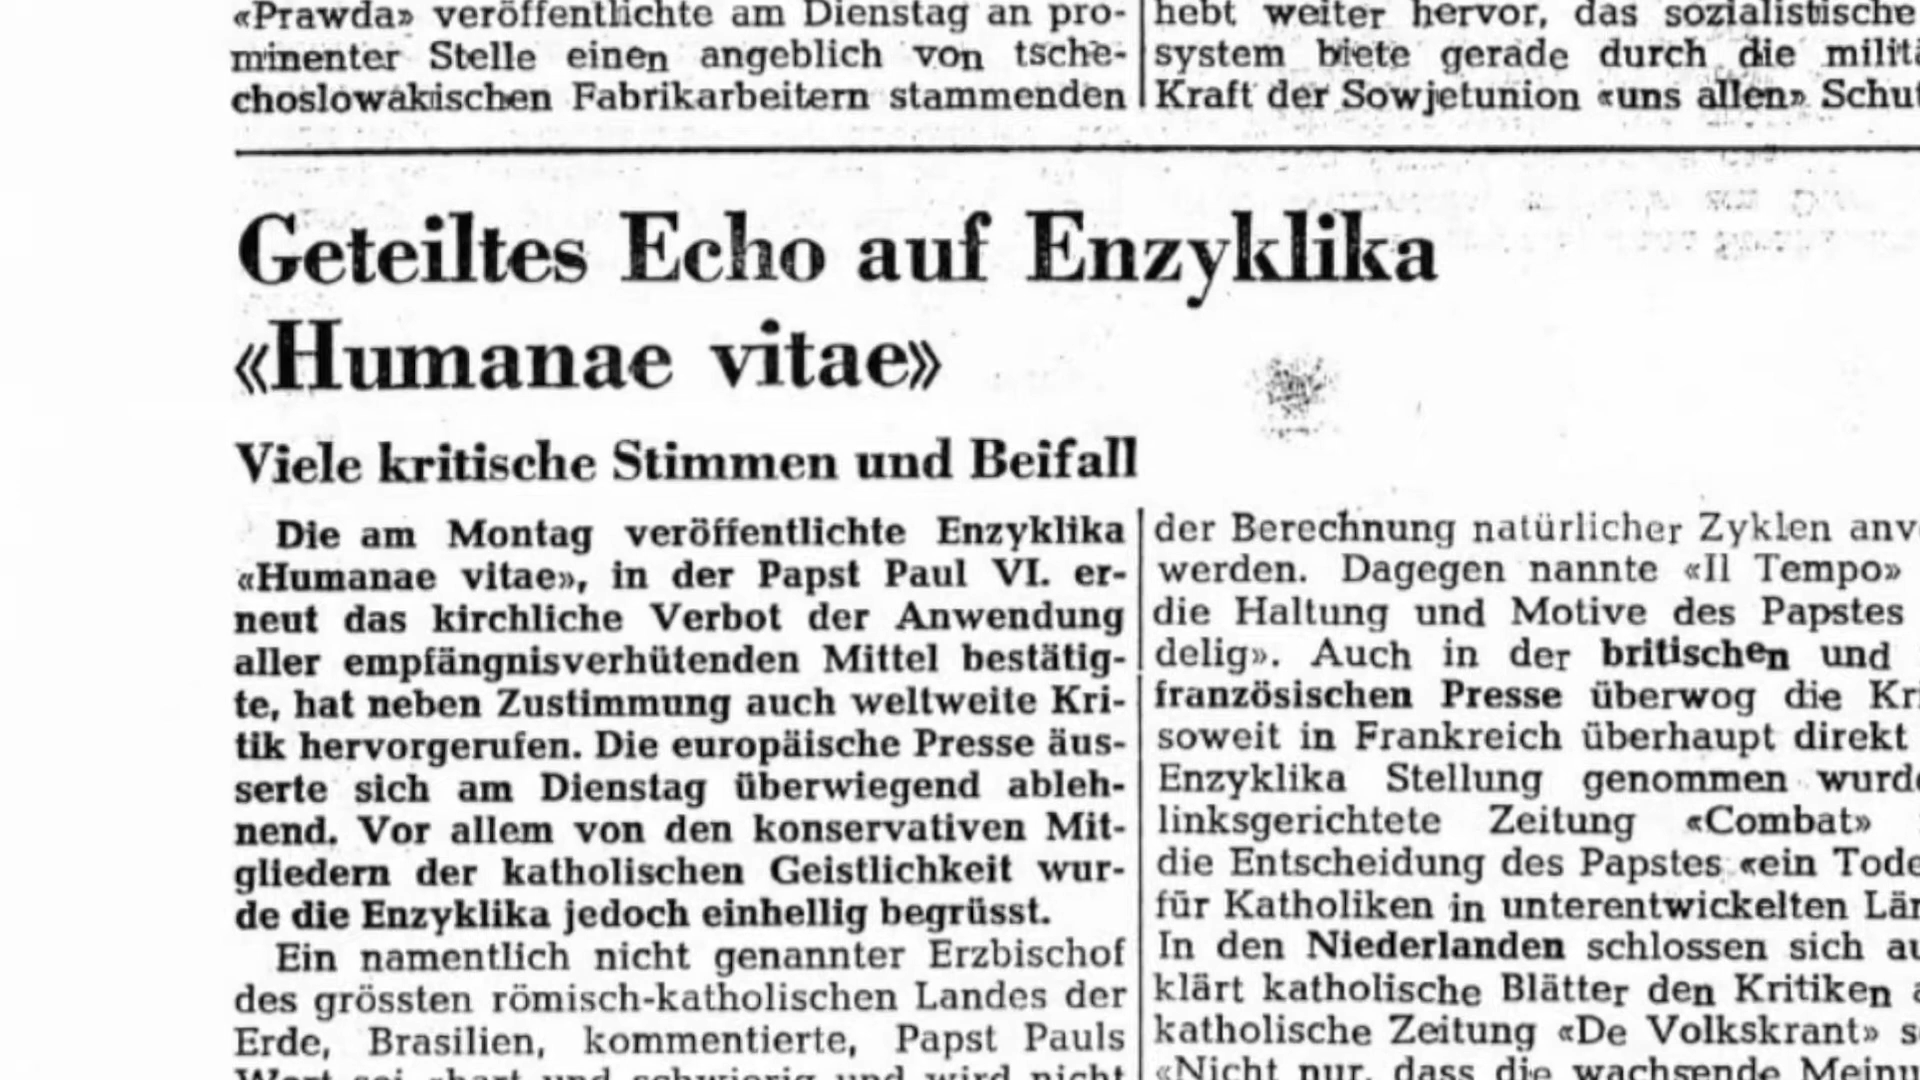 «Prawda» veröffentlichte am Dienstag an pro-
minenter Stelle einen angeblich von tsche-
choslowakischen Fabrikarbeitern stammenden
hebt weiter hervor, das sozialistische
system biete gerade durch die
Kraft der Sowjetunion «uns allen»
Geteiltes Echo auf Enzyklika
«Humanae vitae»
Viele kritische Stimmen und Beifall
Die am Montag veröffentlichte Enzyklika
«Humanae vitae», in der Papst Paul VI. er-
neut das kirchliche Verbot der Anwendung
aller empfängnisverhütenden Mittel bestätig-
te, hat neben Zustimmung auch weltweite Kri-
tik hervorgerufen. Die europäische Presse äus-
serte sich am Dienstag überwiegend ableh-
nend. Vor allem von den konservativen Mit-
gliedern der katholischen Geistlichkeit wur-
de die Enzyklika jedoch einhellig begrüsst.
Ein namentlich nicht genannter Erzbischof
des grössten römisch-katholischen Landes der
Erde, Brasilien, kommentierte, Papst Pauls
der Berechnung natürlicher Zyklen
werden. Dagegen nannte «Il Tempo»
die Haltung und Motive des Papstes
delig». Auch in der britischen und
französischen Presse überwog die
soweit in Frankreich überhaupt direkt
Enzyklika Stellung genommen
linksgerichtete Zeitung «Combat»
die Entscheidung des Papstes «ein
für Katholiken in unterentwickelten
In den Niederlanden schlossen sich
klärt katholische Blätter den Kritiken
katholische Zeitung «De Volkskrant»
«Nicht nur, dass die wachsende